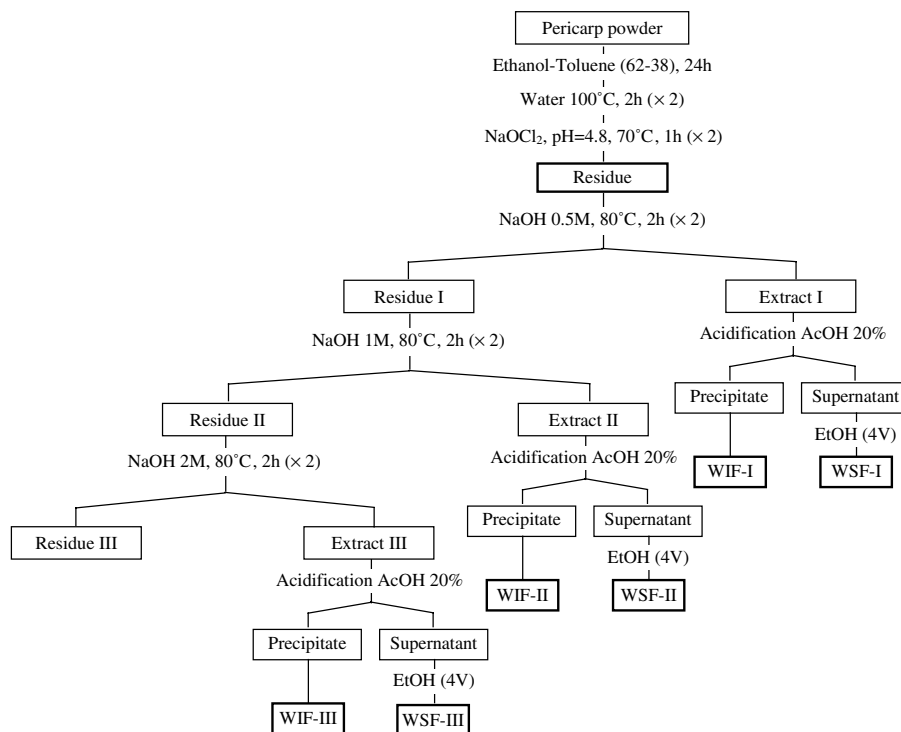 Pericarp powder
Ethanol-Toluene (62-38), 24h
Water 100˚C, 2h (× 2)
NaOCl₂, pH=4.8, 70˚C, 1h (× 2)
Residue
NaOH 0.5M, 80˚C, 2h (× 2)
Residue I
Extract I
NaOH 1M, 80˚C, 2h (× 2)
Acidification AcOH 20%
Precipitate
Supernatant
EtOH (4V)
WIF-I
WSF-I
Residue II
Extract II
NaOH 2M, 80˚C, 2h (× 2)
Acidification AcOH 20%
Precipitate
Supernatant
EtOH (4V)
WIF-II
WSF-II
Residue III
Extract III
Acidification AcOH 20%
Precipitate
Supernatant
EtOH (4V)
WIF-III
WSF-III